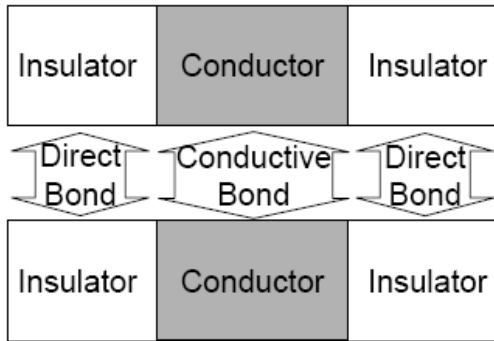 Insulator Conductor Insulator
Direct Conductive Direct
Bond Bond Bond
Insulator Conductor Insulator